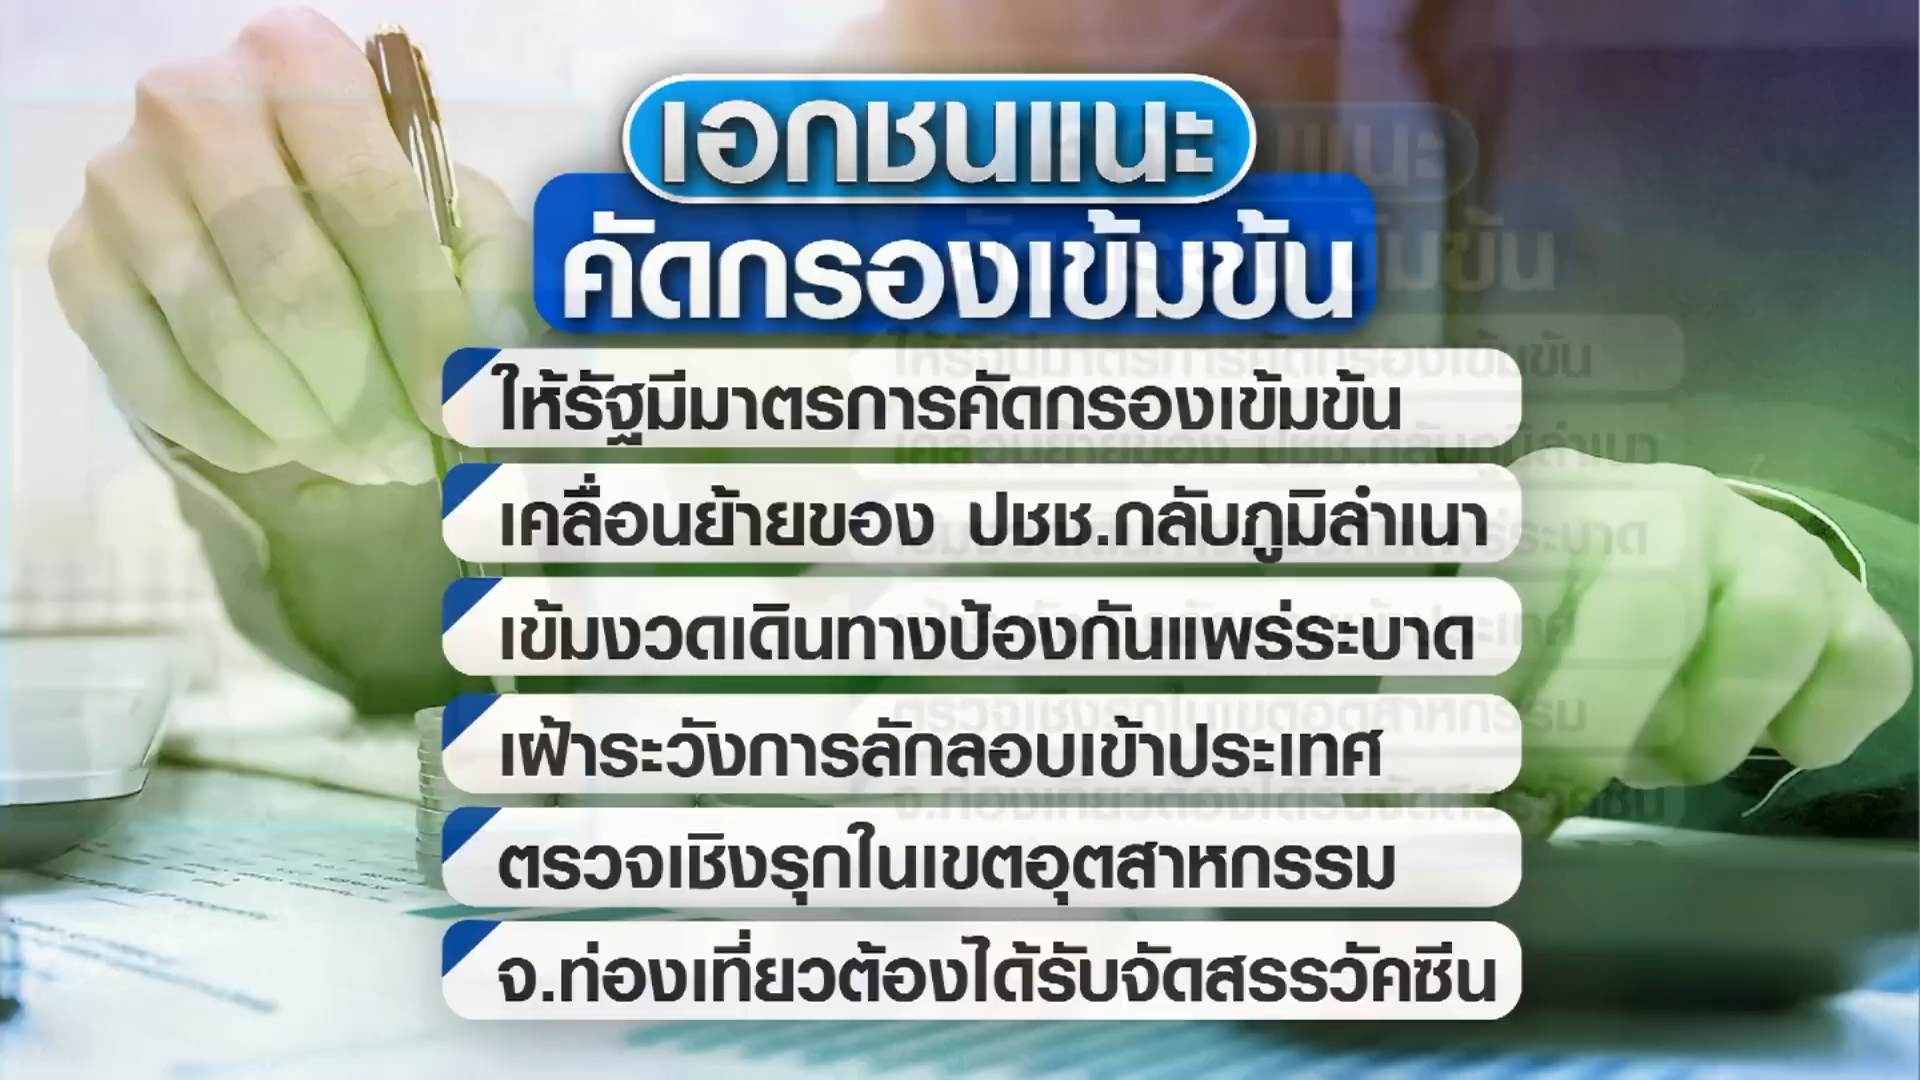 เอกชนแนะ
คัดกรองเข้มข้น
ให้รัฐมีมาตรการคัดกรองเข้มข้น
เคลื่อนย้ายของ ปชช.กลับภูมิลำเนา
เข้มงวดเดินทางป้องกันแพร่ระบาด
เฝ้าระวังการลักลอบเข้าประเทศ
ตรวจเชิงรุกในเขตอุตสาหกรรม
จ.ท่องเที่ยวต้องได้รับจัดสรรวัคซีน